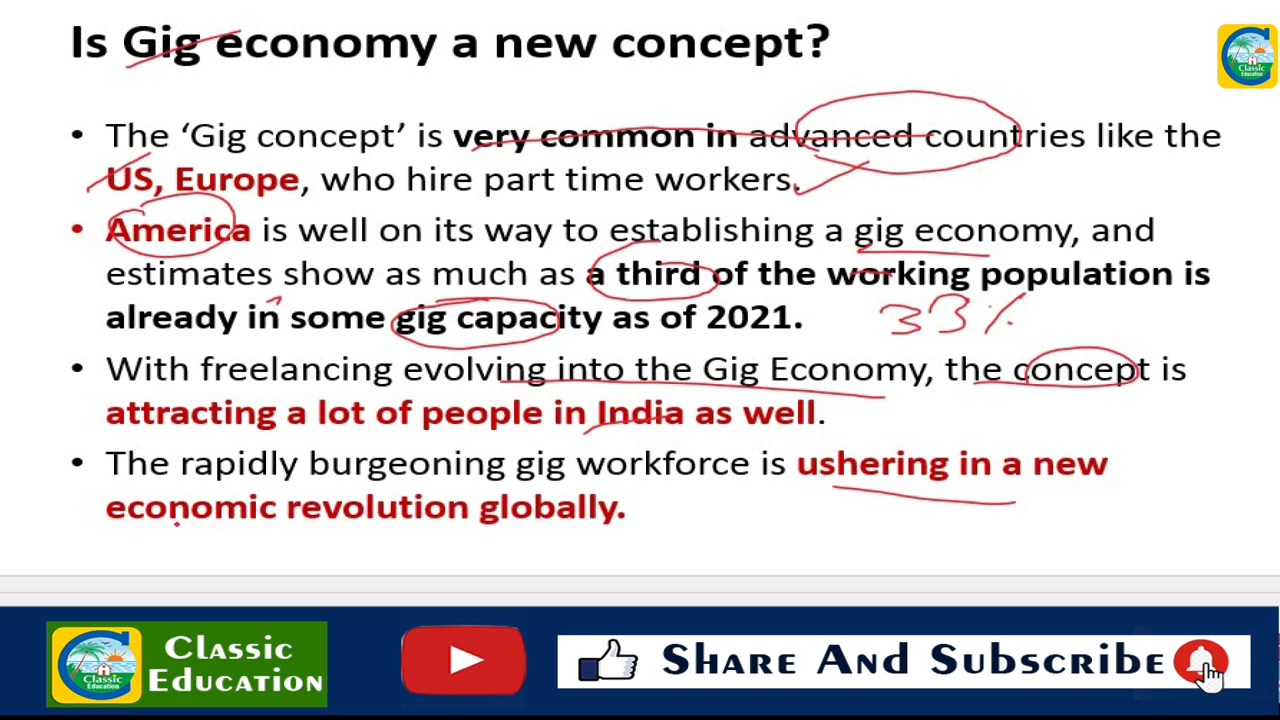 Is Gig economy a new concept?
Classic
Education
• The ‘Gig concept’ is very common in advanced countries like the
US, Europe, who hire part time workers.
• America is well on its way to establishing a gig economy, and
estimates show as much as a third of the working population is
already in some gig capacity as of 2021.
33%
• With freelancing evolving into the Gig Economy, the concept is
attracting a lot of people in India as well.
• The rapidly burgeoning gig workforce is ushering in a new
economic revolution globally.
Classic
Education
Classic
Education
Share And Subscribe